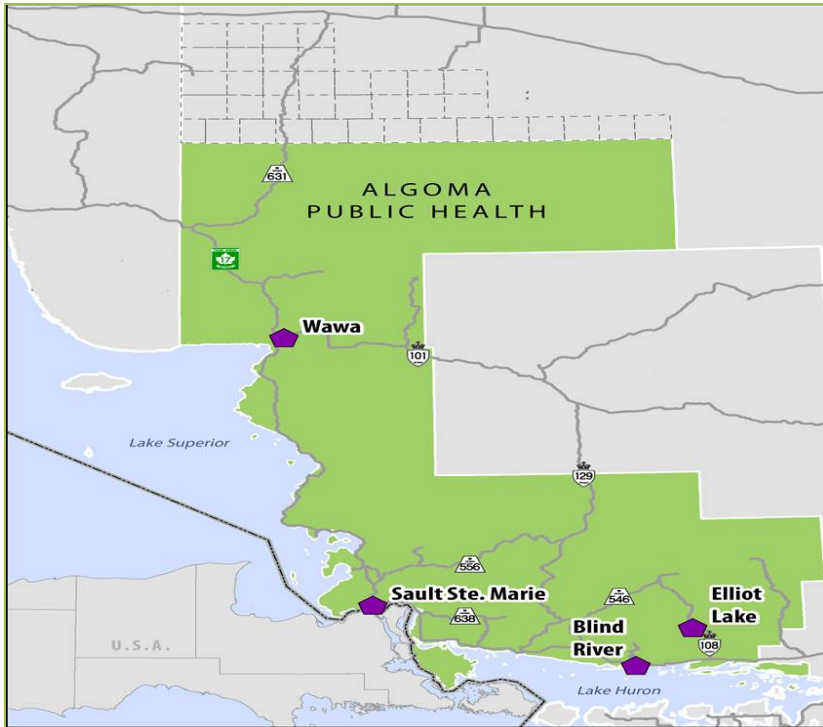 631
ALGOMA
PUBLIC HEALTH
17
Wawa
101
Lake Superior
129
556
Sault Ste. Marie
546
Elliot
Lake
638
Blind
River
108
U.S.A.
Lake Huron